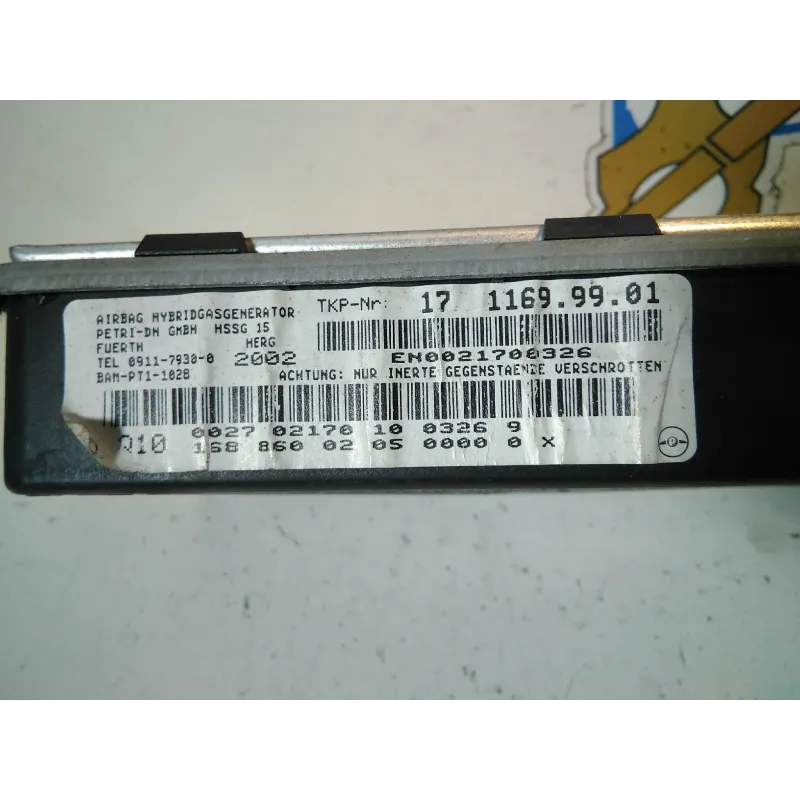 AIRBAG HYBRIDGASGENERATOR
PETRI-DN GMBH HSSG 15
FUERTH HERG
TEL 0911-7930-0 2002
BAM-PT1-1028
TKP-Nr: 17 1169.99.01
EN0021700326
ACHTUNG: NUR INERTE GEGENSTAENDE VERSCHROTTEN
Q10 0027 02170 10 0326 9
168 860 02 05 0000 0 X